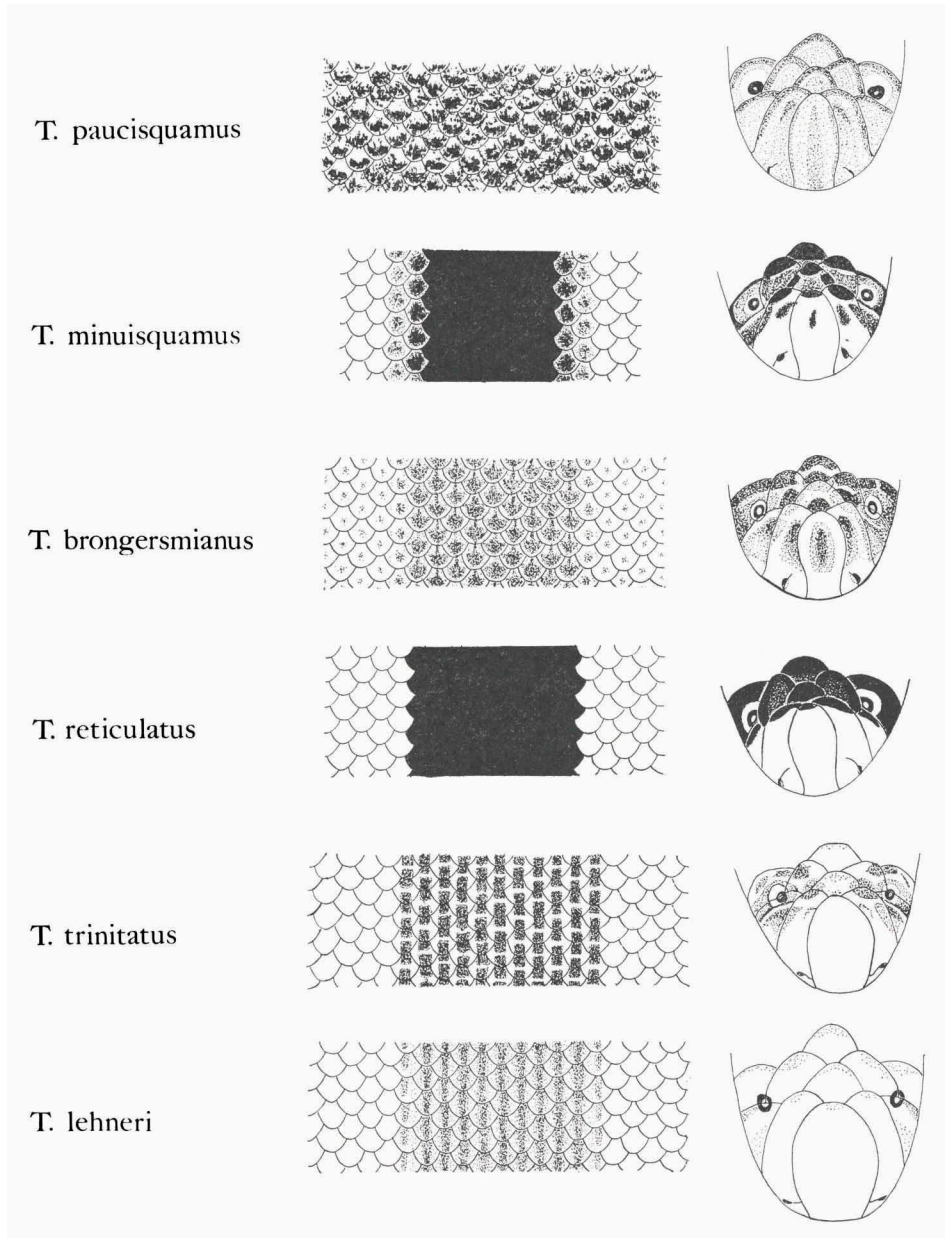 T. paucisquamus
T. minuisquamus
T. brongersmianus
T. reticulatus
T. trinitatus
T. lehneri